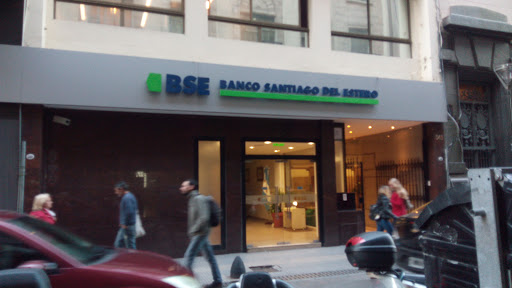 BSE BANCO SANTIAGO DEL ESTERO